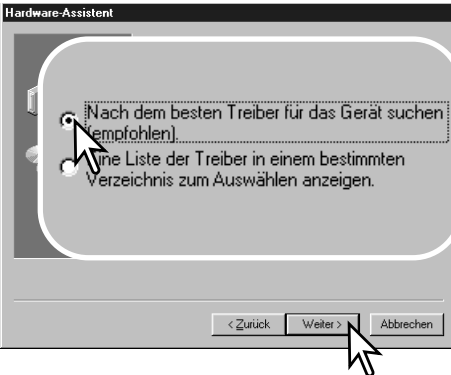 Hardware-Assistent
Nach dem besten Treiber für das Gerät suchen
(empfohlen).
Eine Liste der Treiber in einem bestimmten
Verzeichnis zum Auswählen anzeigen.
< Zurück
Weiter >
Abbrechen